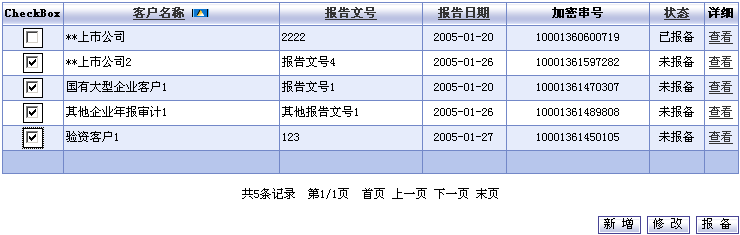 CheckBox 客户名称 报告文号 报告日期 加密串号 状态 详细
**上市公司 2222 2005-01-20 10001360600719 已报备 查看
**上市公司2 报告文号4 2005-01-26 10001361597282 未报备 查看
国有大型企业客户1 报告文号1 2005-01-20 10001361470307 未报备 查看
其他企业年报审计1 其他报告文号1 2005-01-26 10001361489808 未报备 查看
验资客户1 123 2005-01-27 10001361450105 未报备 查看
共5条记录 第1/1页 首页 上一页 下一页 末页
新 增 修 改 报 备